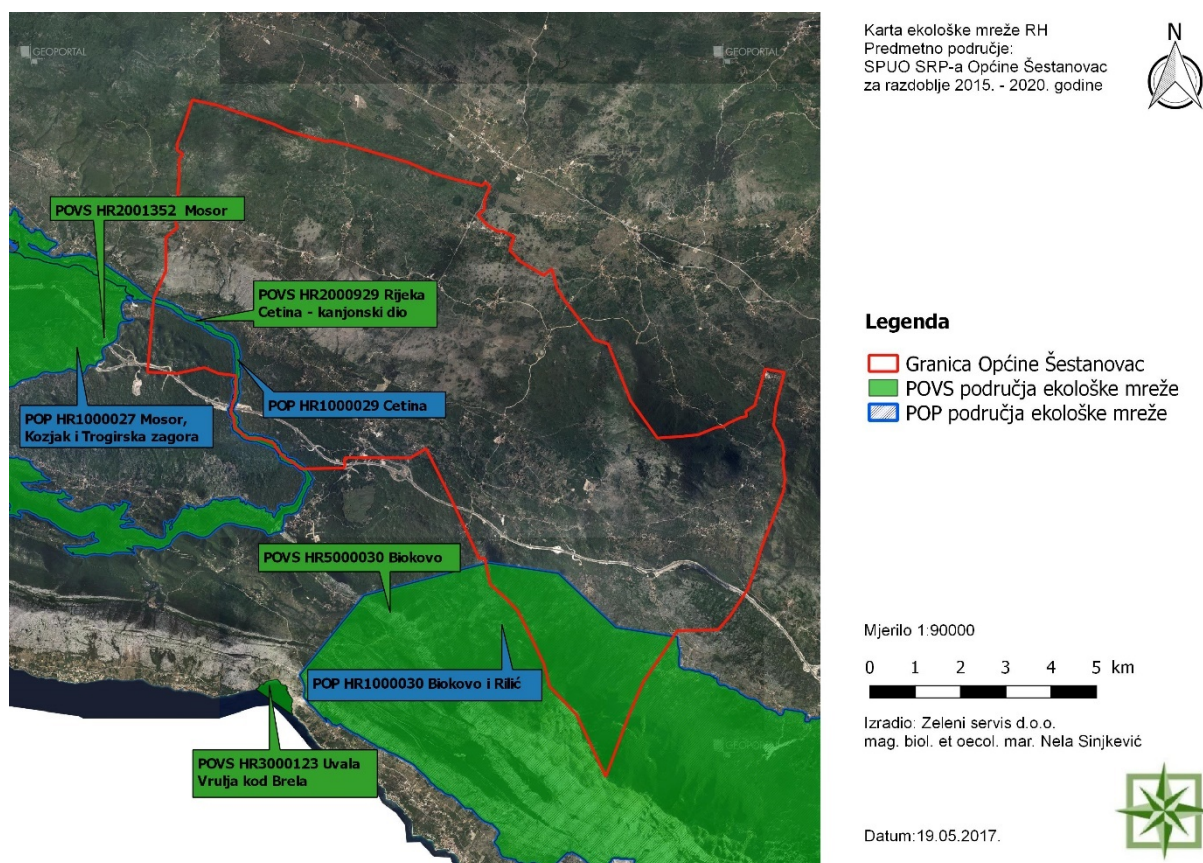 GEOPORTAL
GEOPORTAL
POVS HR2001352 Mosor
POVS HR2000929 Rijeka
Cetina - kanjonski dio
POP HR1000029 Cetina
POP HR1000027 Mosor,
Kozjak i Trogirska zagora
POVS HR5000030 Biokovo
POP HR1000030 Biokovo i Rilić
POVS HR3000123 Uvala
Vrulja kod Brela
GEOPORTAL
Karta ekološke mreže RH
Predmetno područje:
SPUO SRP-a Općine Šestanovac
za razdoblje 2015. - 2020. godine
N
Legenda
Granica Općine Šestanovac
POVS područja ekološke mreže
POP područja ekološke mreže
Mjerilo 1:90000
0 1 2 3 4 5 km
Izradio: Zeleni servis d.o.o.
mag. biol. et oecol. mar. Nela Sinjkević
Datum:19.05.2017.